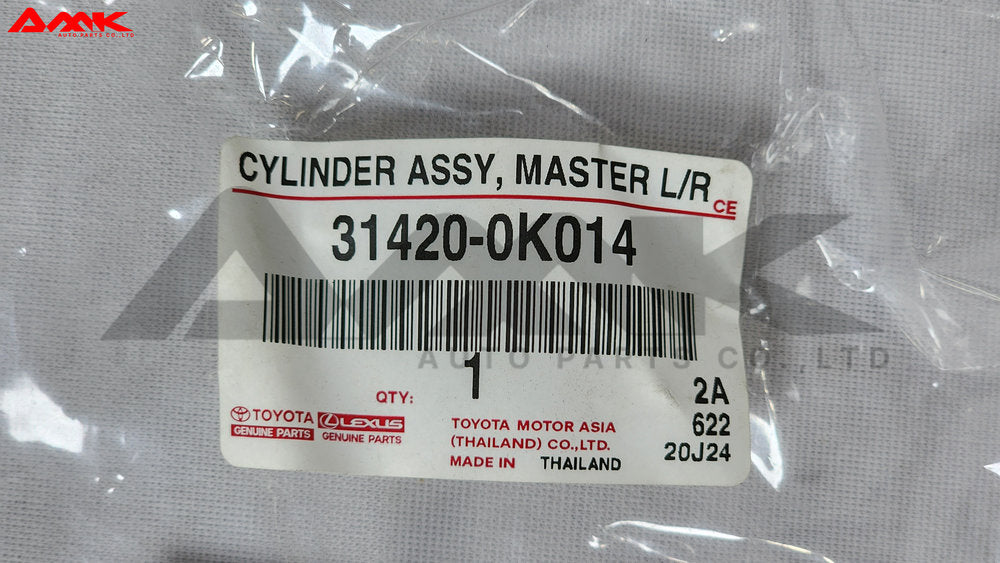 AMK
AUTO PARTS CO.,LTD
CYLINDER ASSY, MASTER L/R
CE
31420-0K014
AMK
AUTO PARTS CO.,LTD
QTY: 1
2A
TOYOTA LEXUS
GENUINE PARTS GENUINE PARTS
TOYOTA MOTOR ASIA
(THAILAND) CO.,LTD.
622
MADE IN THAILAND
20J24